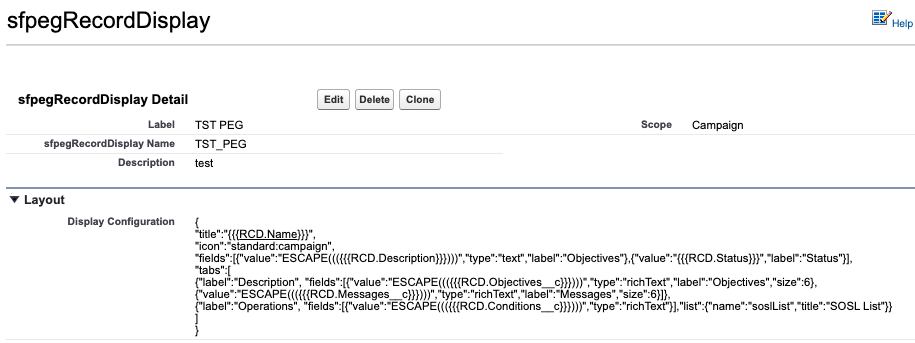 sfpegRecordDisplay
Help
sfpegRecordDisplay Detail
Edit
Delete
Clone
Label
TST PEG
Scope
Campaign
sfpegRecordDisplay Name
TST_PEG
Description
test
Layout
Display Configuration
{
"title":"{{{RCD.Name}}}",
"icon":"standard:campaign",
"fields":[{"value":"ESCAPE((({{{RCD.Description}}})))","type":"text","label":"Objectives"},{"value":"{{{RCD.Status}}}","label":"Status"}],
"tabs":[
{"label":"Description", "fields":[{"value":"ESCAPE((({{{RCD.Objectives__c}}})))","type":"richText","label":"Objectives","size":6},
{"value":"ESCAPE((({{{RCD.Messages__c}}})))","type":"richText","label":"Messages","size":6}]},
{"label":"Operations", "fields":[{"value":"ESCAPE((({{{RCD.Conditions__c}}})))","type":"richText"}],"list":{"name":"soslList","title":"SOSL List"}}
]
}